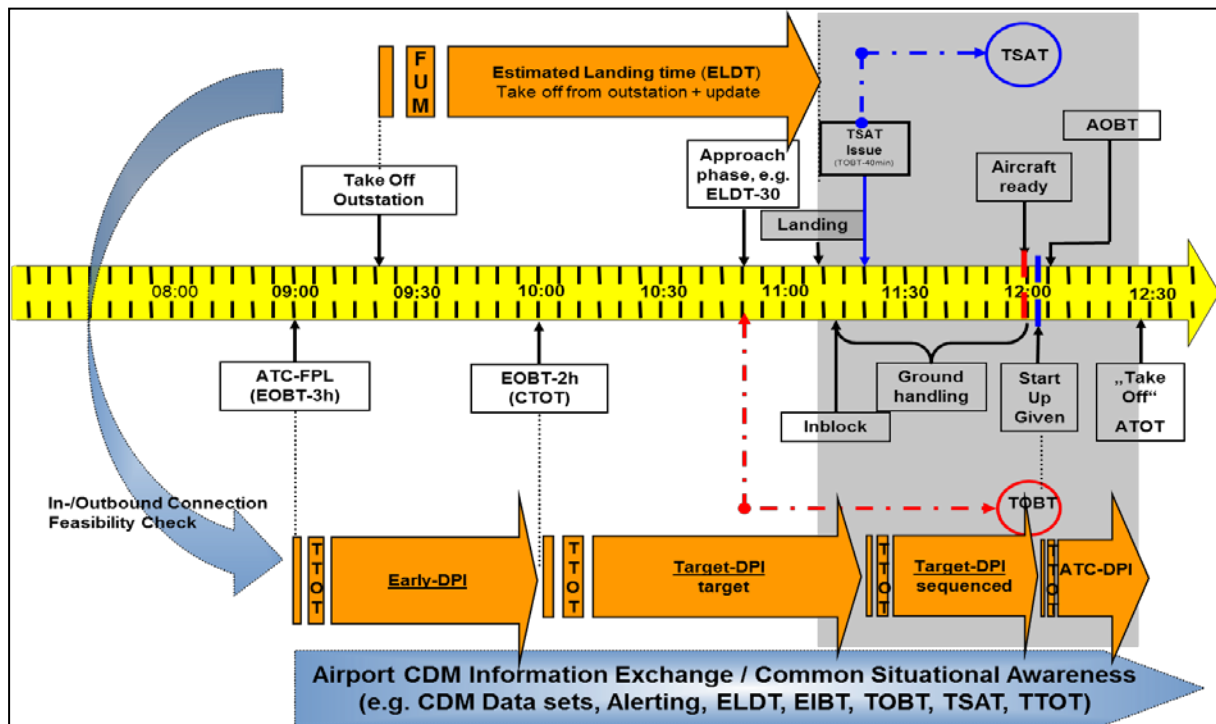 F
U
M
Estimated Landing time (ELDT)
Take off from outstation + update
TSAT
TSAT
Issue
(TOBT-40min)
AOBT
Take Off
Outstation
Approach
phase, e.g.
ELDT-30
Landing
Aircraft
ready
08:00
09:00
09:30
10:00
10:30
11:00
11:30
12:00
12:30
ATC-FPL
(EOBT-3h)
EOBT-2h
(CTOT)
Inblock
Ground
handling
Start
Up
Given
„Take
Off“
ATOT
In-/Outbound Connection
Feasibility Check
TOBT
T
T
O
T
Early-DPI
T
T
O
T
Target-DPI
target
T
T
O
T
Target-DPI
sequenced
T
T
O
T
ATC-DPI
Airport CDM Information Exchange / Common Situational Awareness
(e.g. CDM Data sets, Alerting, ELDT, EIBT, TOBT, TSAT, TTOT)